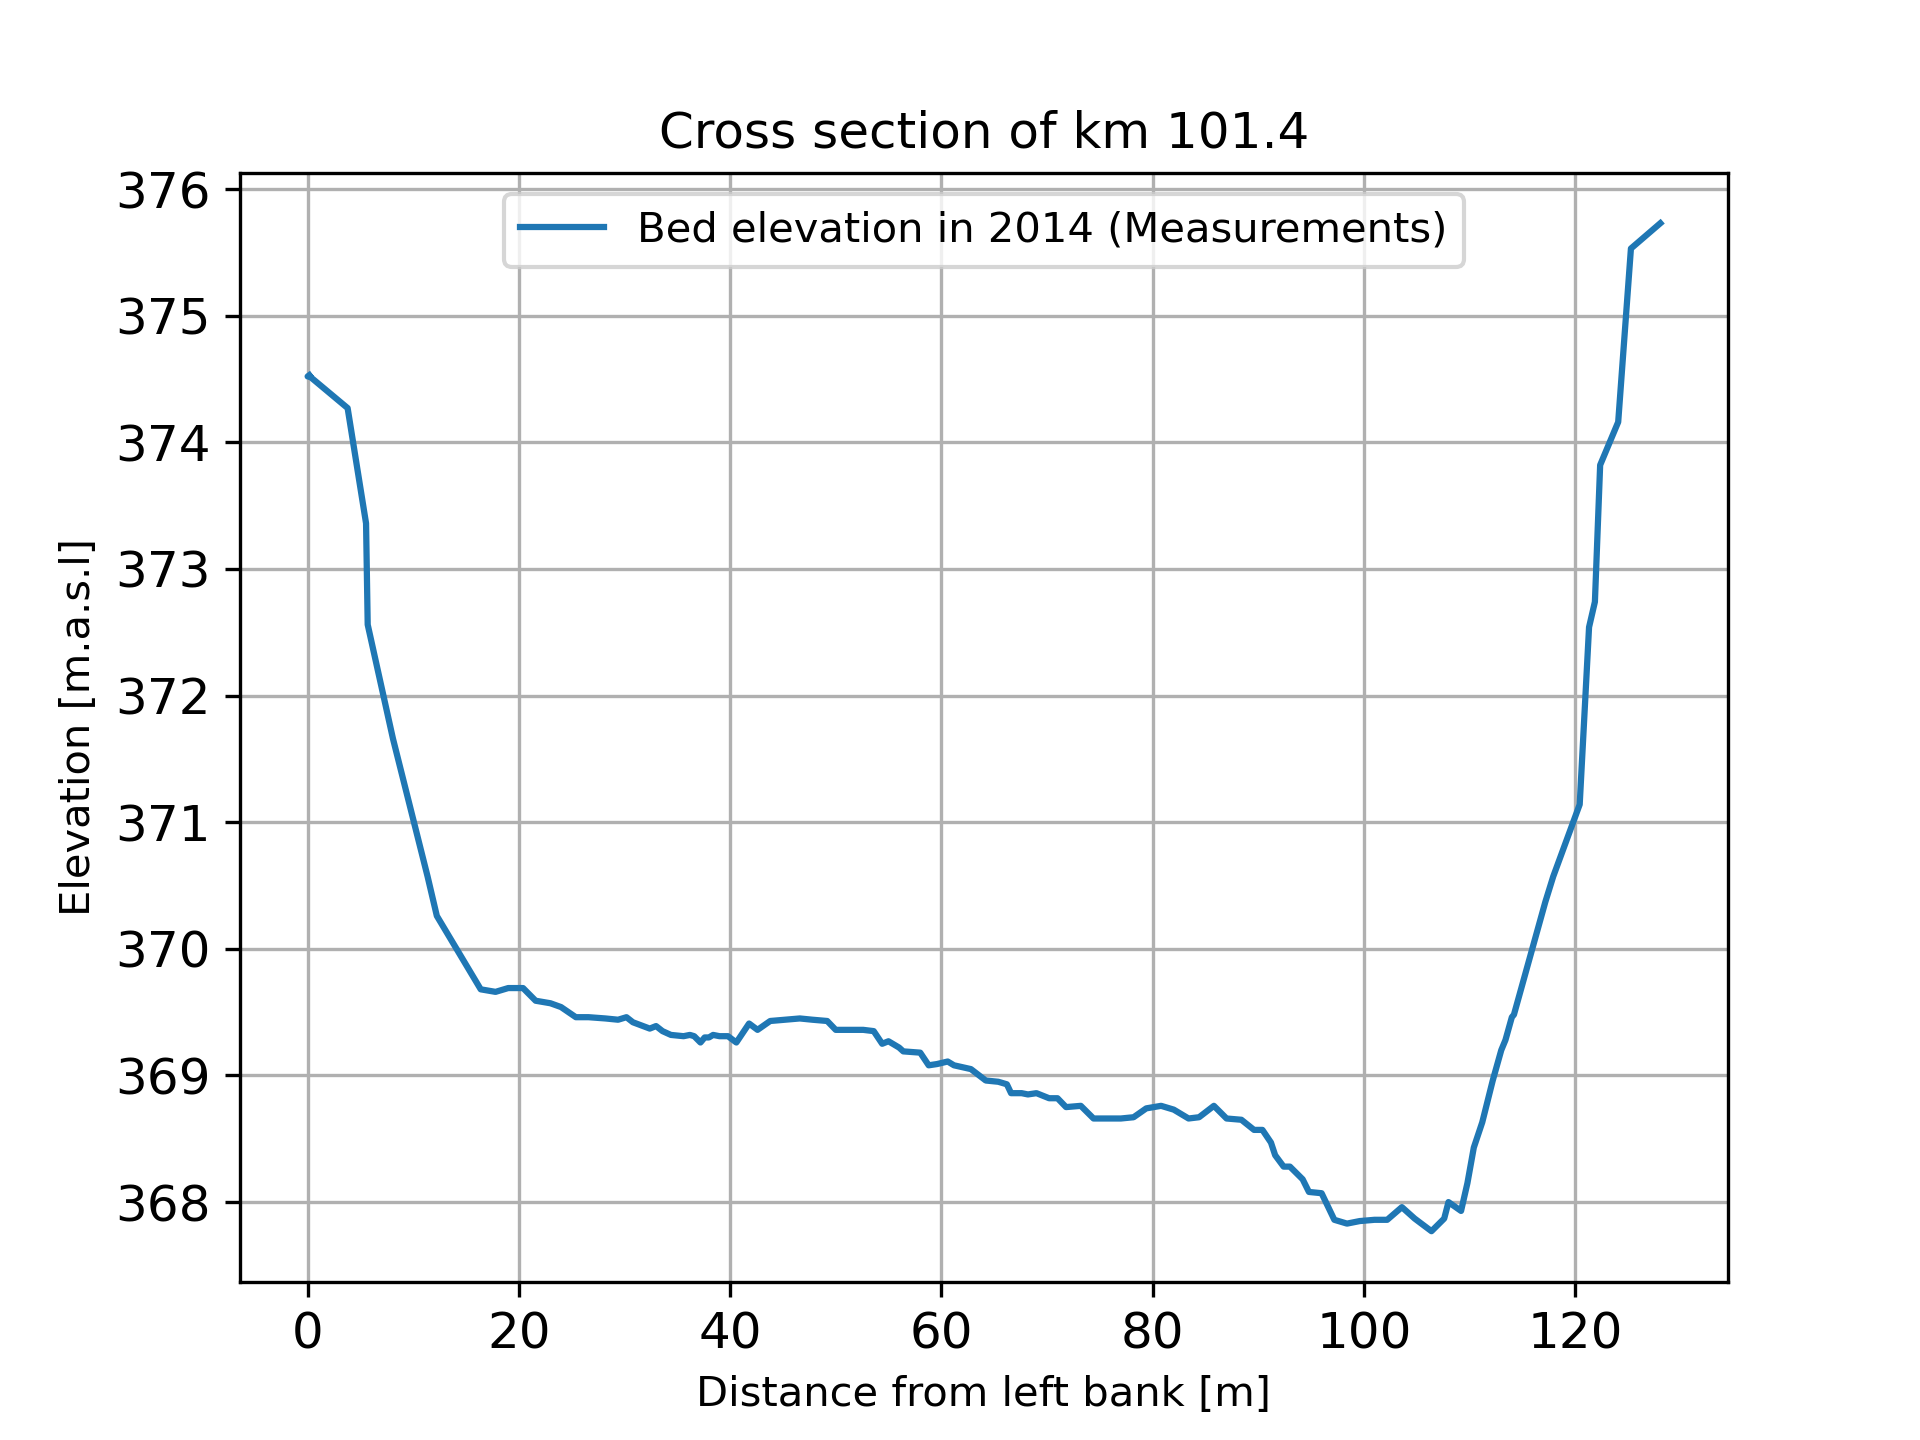 Cross section of km 101.4
Bed elevation in 2014 (Measurements)
376
375
374
373
372
371
370
369
368
Elevation [m.a.s.l]
0 20 40 60 80 100 120
Distance from left bank [m]